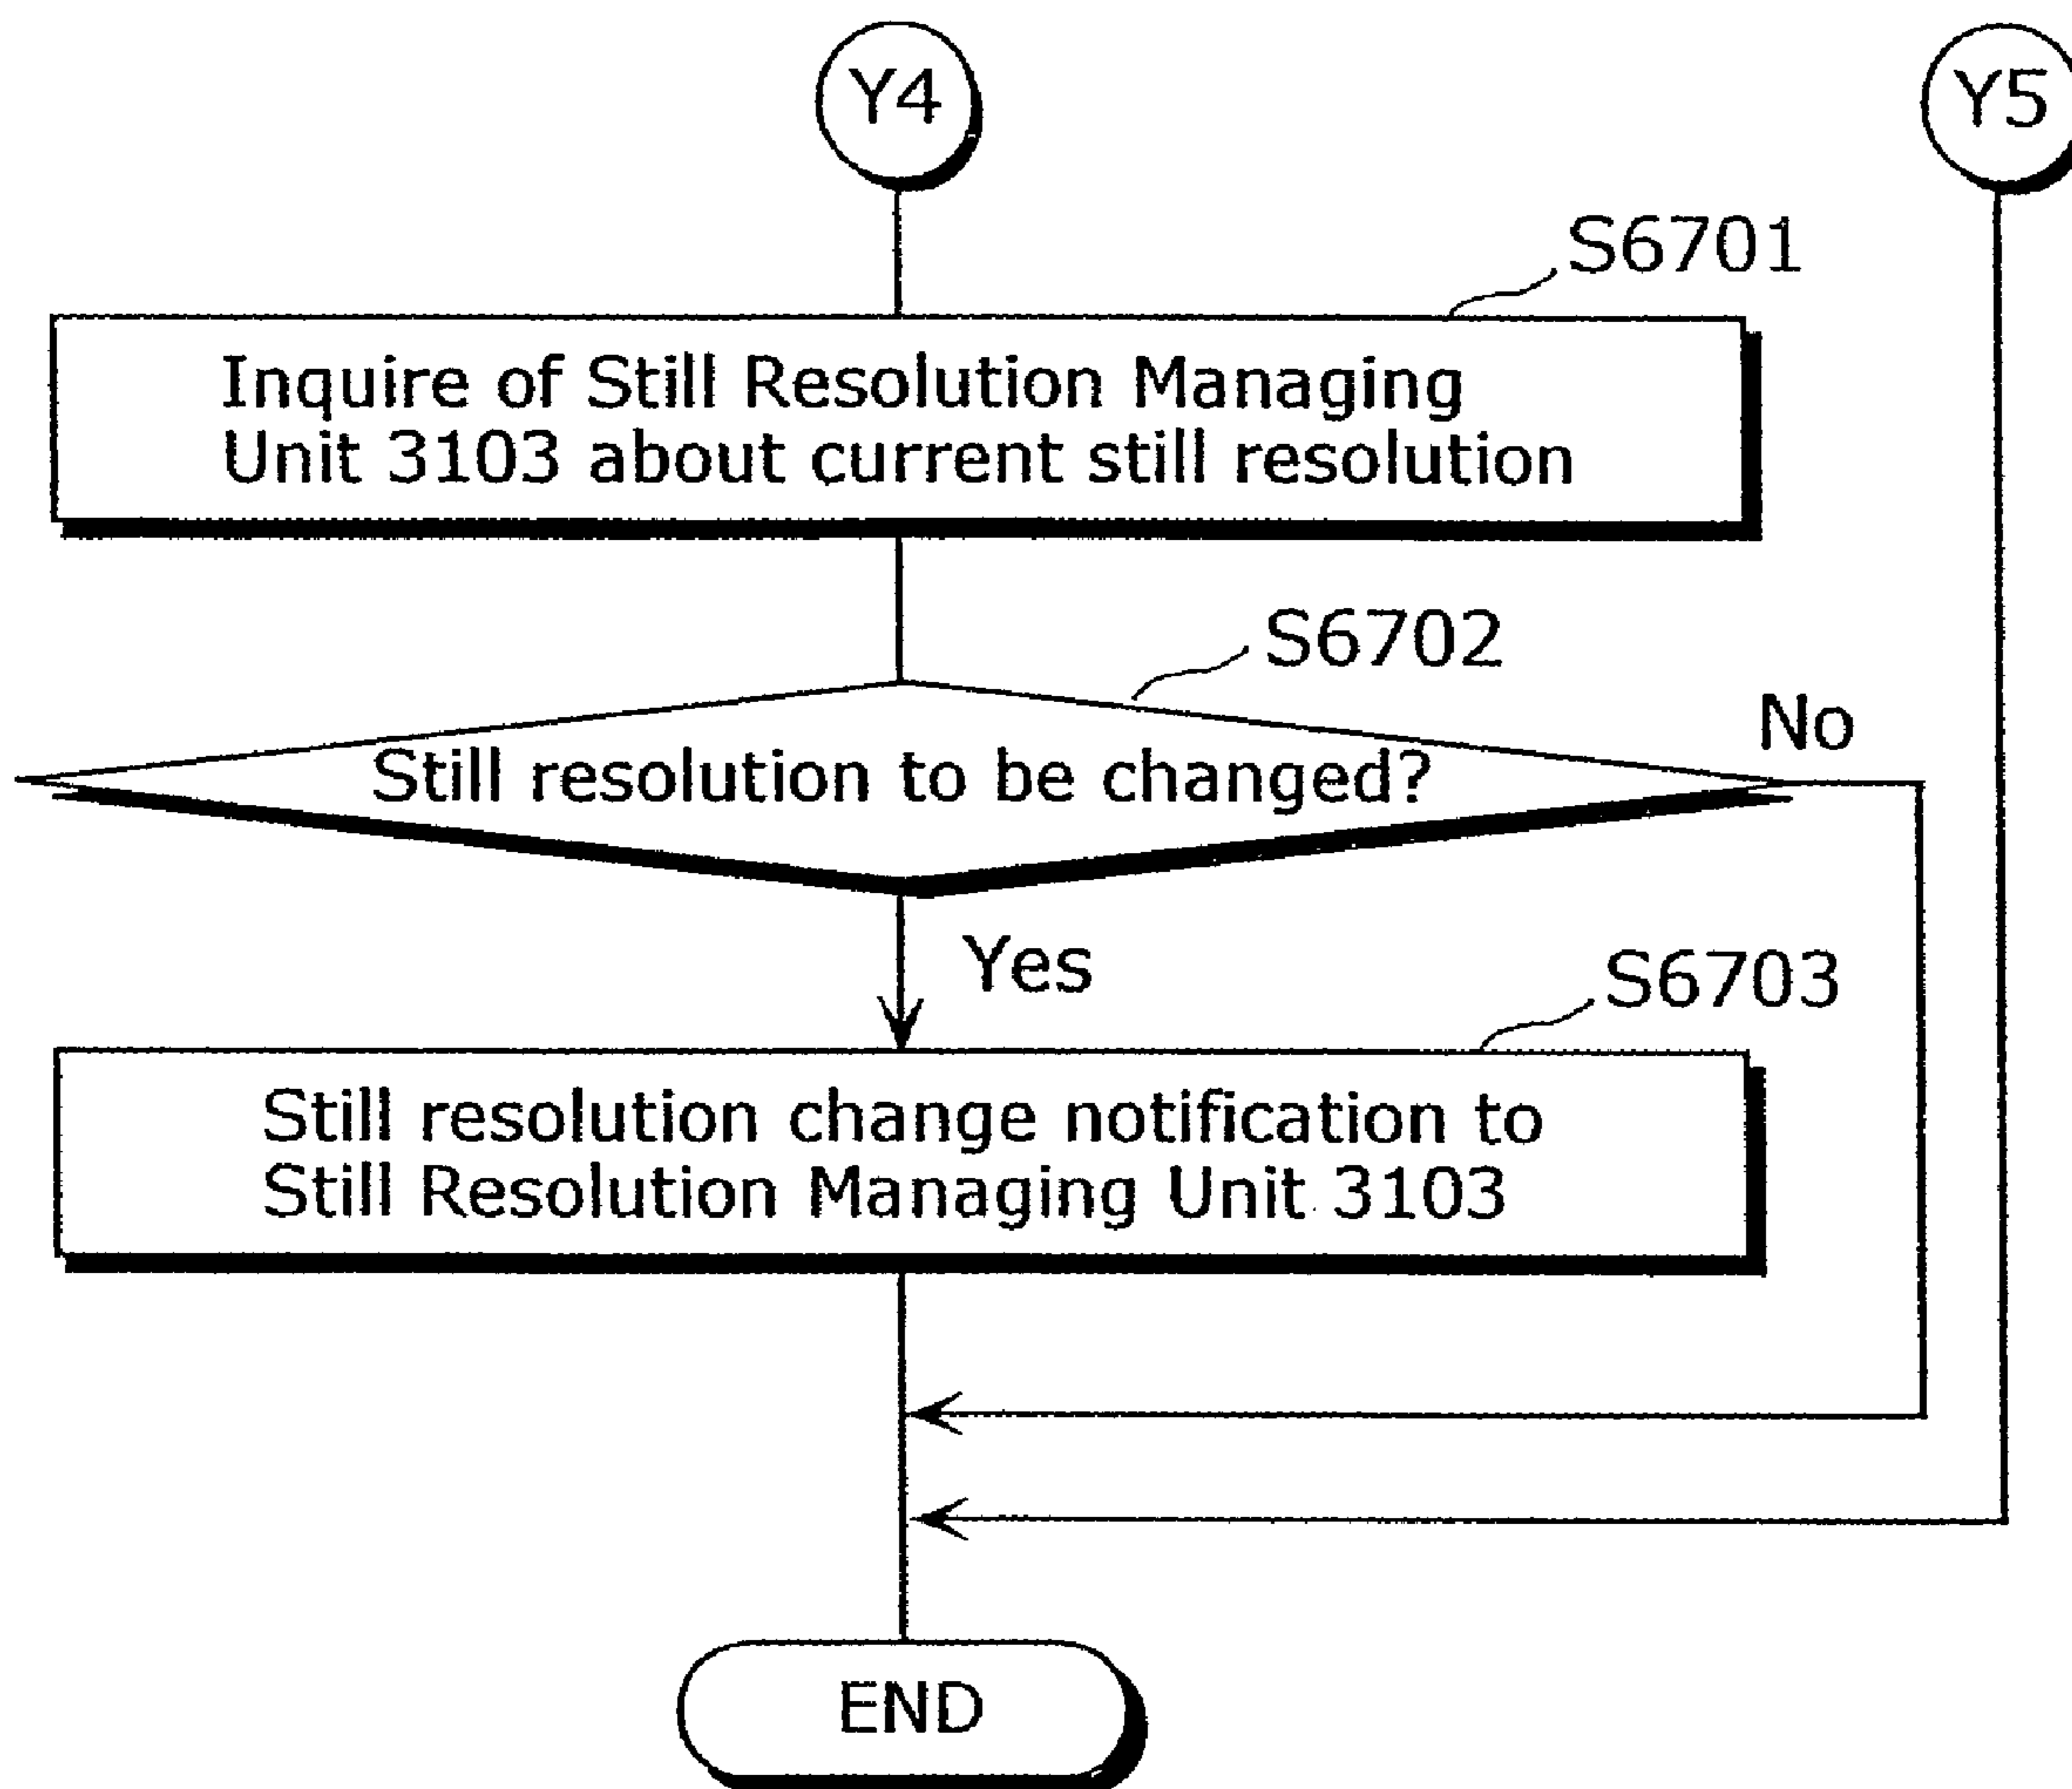 Y4
Y5
S6701
Inquire of Still Resolution Managing
Unit 3103 about current still resolution
S6702
No
Still resolution to be changed?
Yes
S6703
Still resolution change notification to
Still Resolution Managing Unit 3103
END